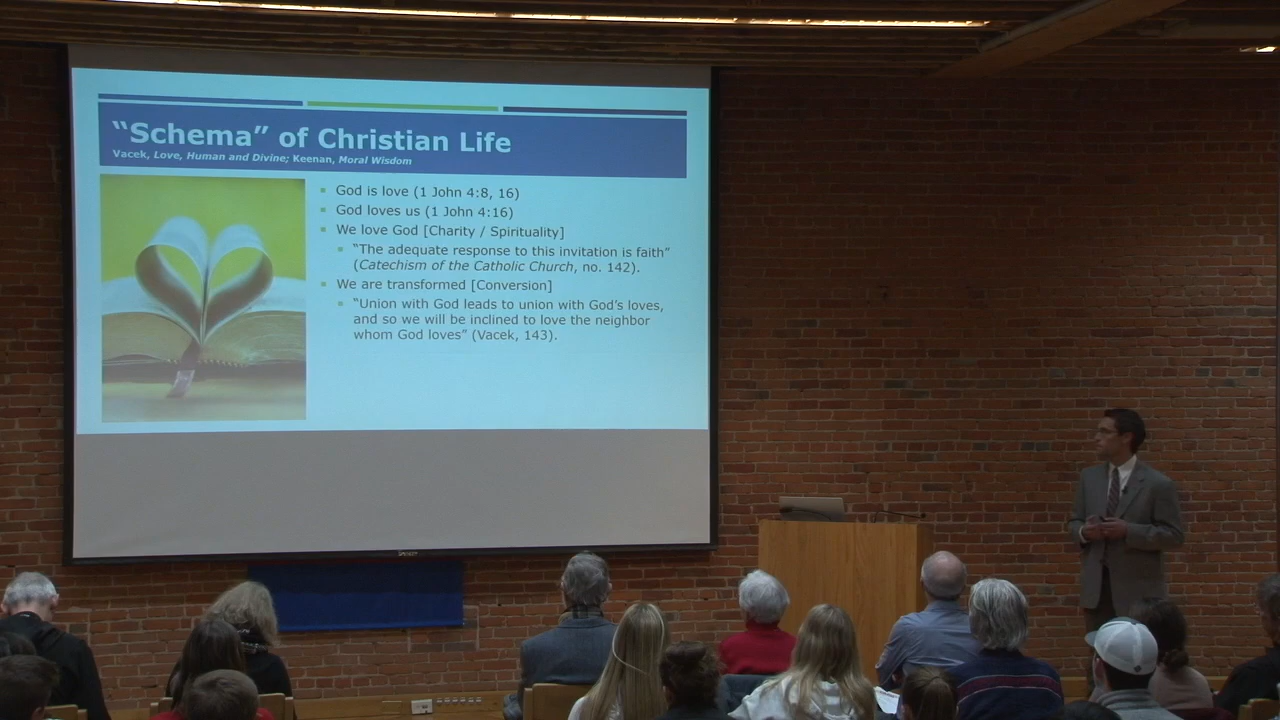 “Schema” of Christian Life
Vacek, Love, Human and Divine; Keenan, Moral Wisdom
God is love (1 John 4:8, 16)
God loves us (1 John 4:16)
We love God [Charity / Spirituality]
“The adequate response to this invitation is faith”
(Catechism of the Catholic Church, no. 142).
We are transformed [Conversion]
“Union with God leads to union with God’s loves,
and so we will be inclined to love the neighbor
whom God loves” (Vacek, 143).